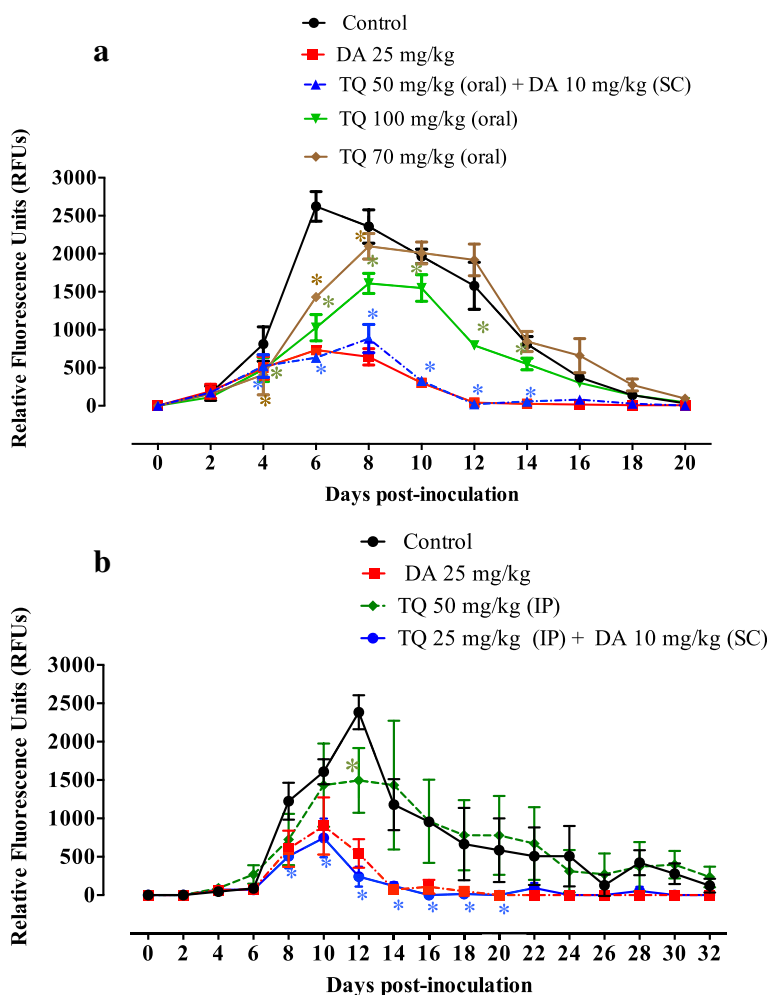 a
Control
DA 25 mg/kg
TQ 50 mg/kg (oral) + DA 10 mg/kg (SC)
TQ 100 mg/kg (oral)
TQ 70 mg/kg (oral)
Relative Fluorescence Units (RFUs)
3000
2500
2000
1500
1000
500
0
* * * * * * * * * * * * * * *
0 2 4 6 8 10 12 14 16 18 20
Days post-inoculation
b
Control
DA 25 mg/kg
TQ 50 mg/kg (IP)
TQ 25 mg/kg (IP) + DA 10 mg/kg (SC)
Relative Fluorescence Units (RFUs)
3000
2500
2000
1500
1000
500
0
* * * * * * * *
0 2 4 6 8 10 12 14 16 18 20 22 24 26 28 30 32
Days post-inoculation